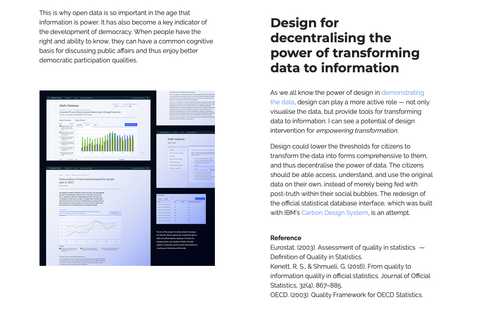 This is why open data is so important in the age that
information is power. It has also become a key indicator of
the development of democracy. When people have the
right and ability to know, they can have a common cognitive
basis for discussing public affairs and thus enjoy better
democratic participation qualities.
Design for
decentralising the
power of transforming
data to information
As we all know the power of design in demonstrating
the data, design can play a more active role — not only
visualise the data, but provide tools for transforming
data to information. I can see a potential of design
intervention for empowering transformation.
Design could lower the thresholds for citizens to
transform the data into forms comprehensive to them,
and thus decentralise the power of data. The citizens
should be able access, understand, and use the original
data on their own, instead of merely being fed with
post-truth within their social bubbles. The redesign of
the official statistical database interface, which was built
with IBM's Carbon Design System, is an attempt.
Reference
Eurostat. (2003). Assessment of quality in statistics —
Definition of Quality in Statistics.
Kenett, R. S., & Shmueli, G. (2016). From quality to
information quality in official statistics. Journal of Official
Statistics, 32(4), 867–885.
OECD. (2003). Quality Framework for OECD Statistics.